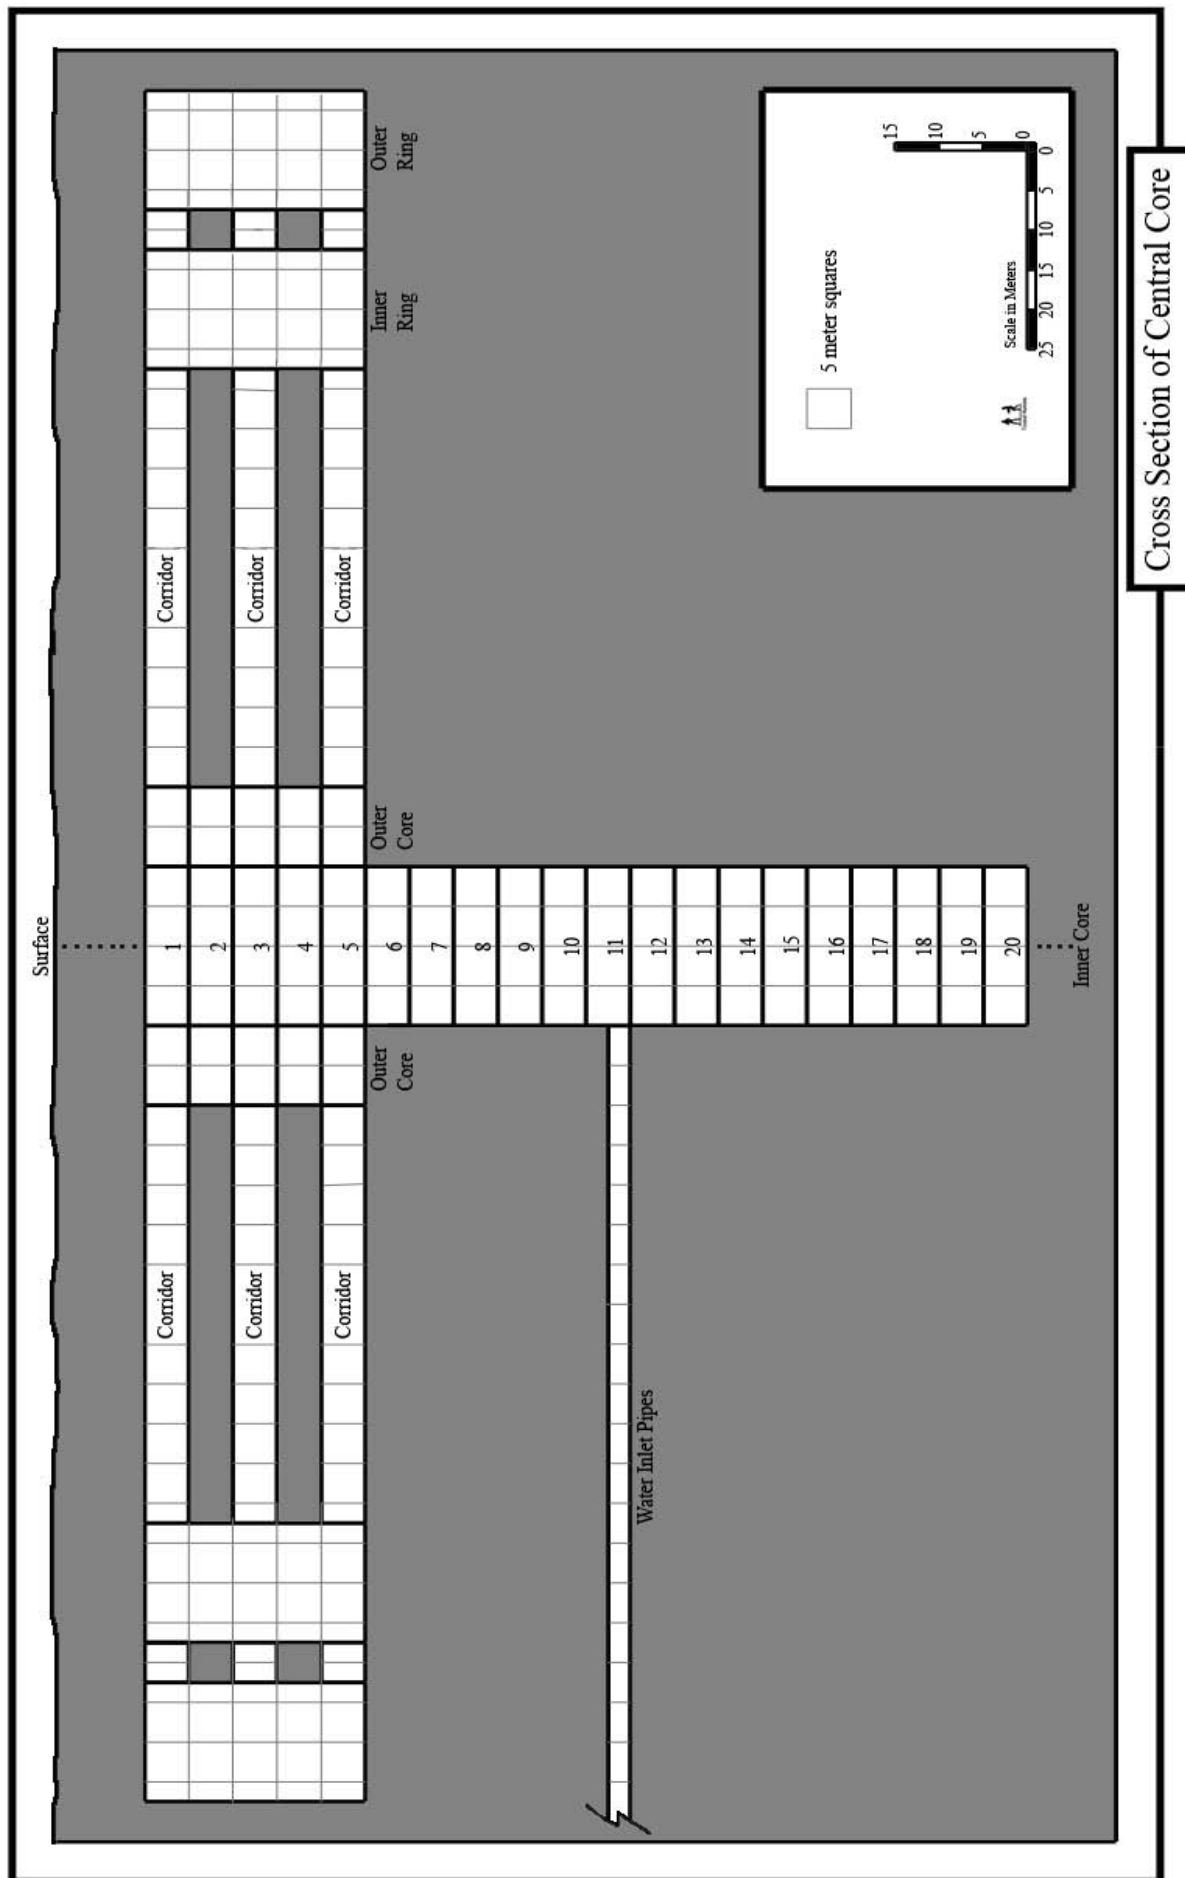 Surface
1
2
3
4
5
6
7
8
9
10
11
12
13
14
15
16
17
18
19
20
Inner Core
Corridor
Corridor
Corridor
Corridor
Corridor
Corridor
Outer
Core
Outer
Core
Inner
Ring
Outer
Ring
Water Inlet Pipes
5 meter squares
15
10
5
0
Scale in Meters
25 20 15 10 5 0
Cross Section of Central Core